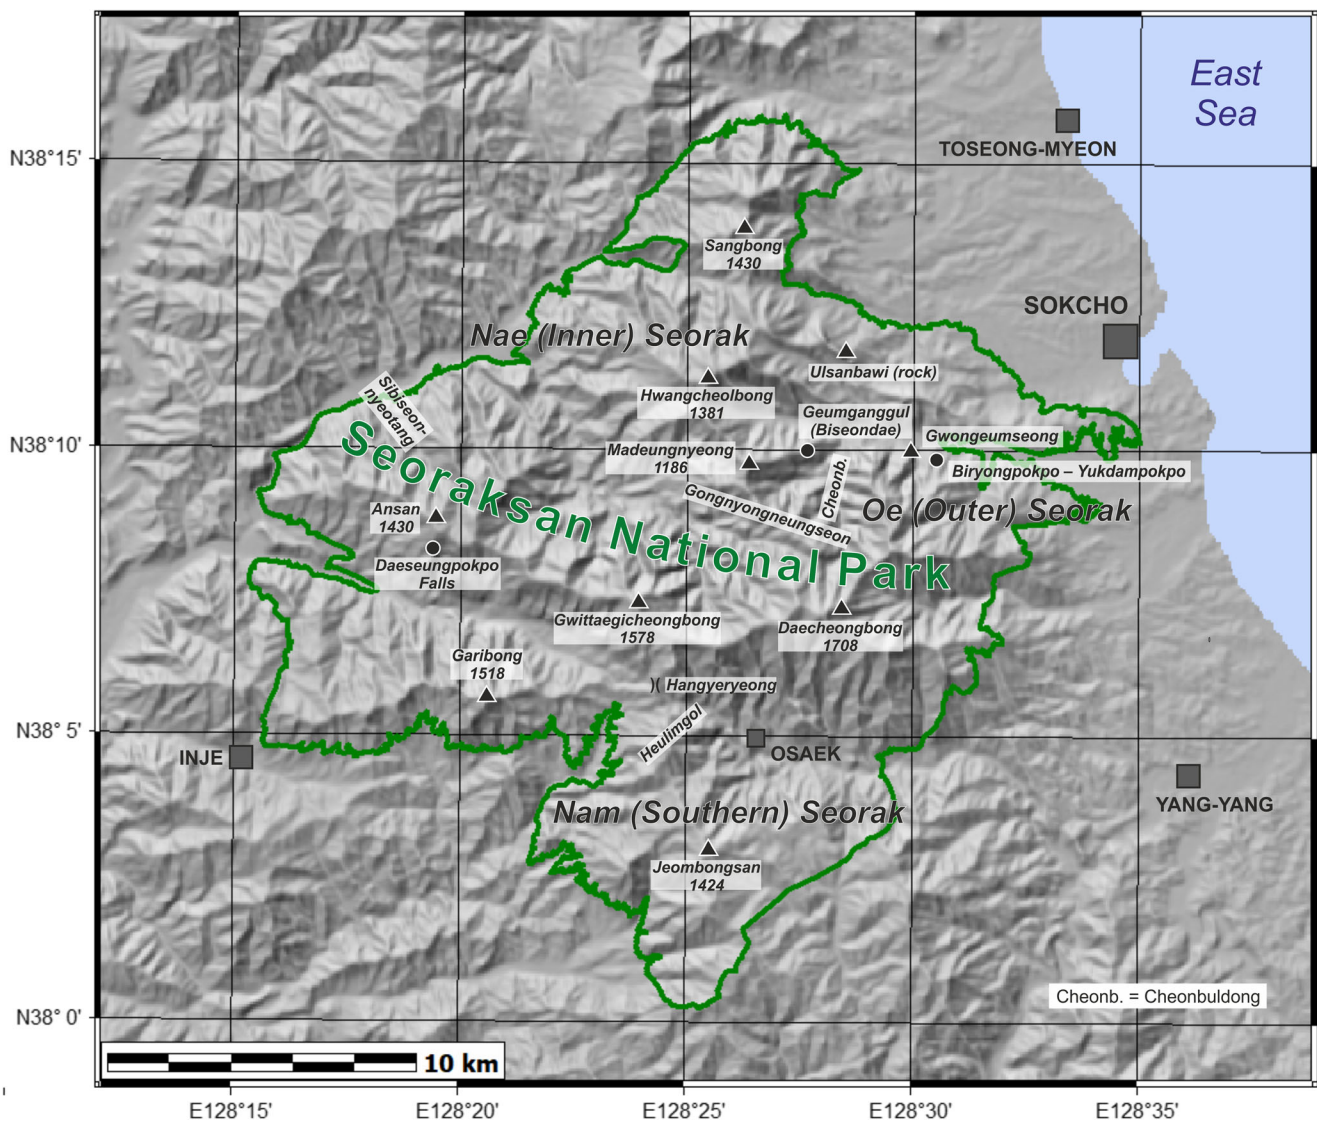 East
Sea
TOSEONG-MYEON
N38°15'
Sangbong
1430
SOKCHO
Nae (Inner) Seorak
Ulsanbawi (rock)
Sibiseon-
nyeotang
Hwangcheolbong
1381
Geumganggul
(Biseondae)
Gwongeumseong
N38°10'
Madeungnyeong
1186
Biryongpokpo – Yukdampokpo
Cheonb.
Gongnyongneungseon
Oe (Outer) Seorak
Seoraksan National Park
Ansan
1430
Daeseungpokpo
Falls
Gwittaegicheongbong
1578
Daecheongbong
1708
Garibong
1518
)( Hangyeryeong
Heulimgol
N38° 5'
INJE
OSAEK
YANG-YANG
Nam (Southern) Seorak
Jeombongsan
1424
Cheonb. = Cheonbuldong
N38° 0'
10 km
E128°15'
E128°20'
E128°25'
E128°30'
E128°35'